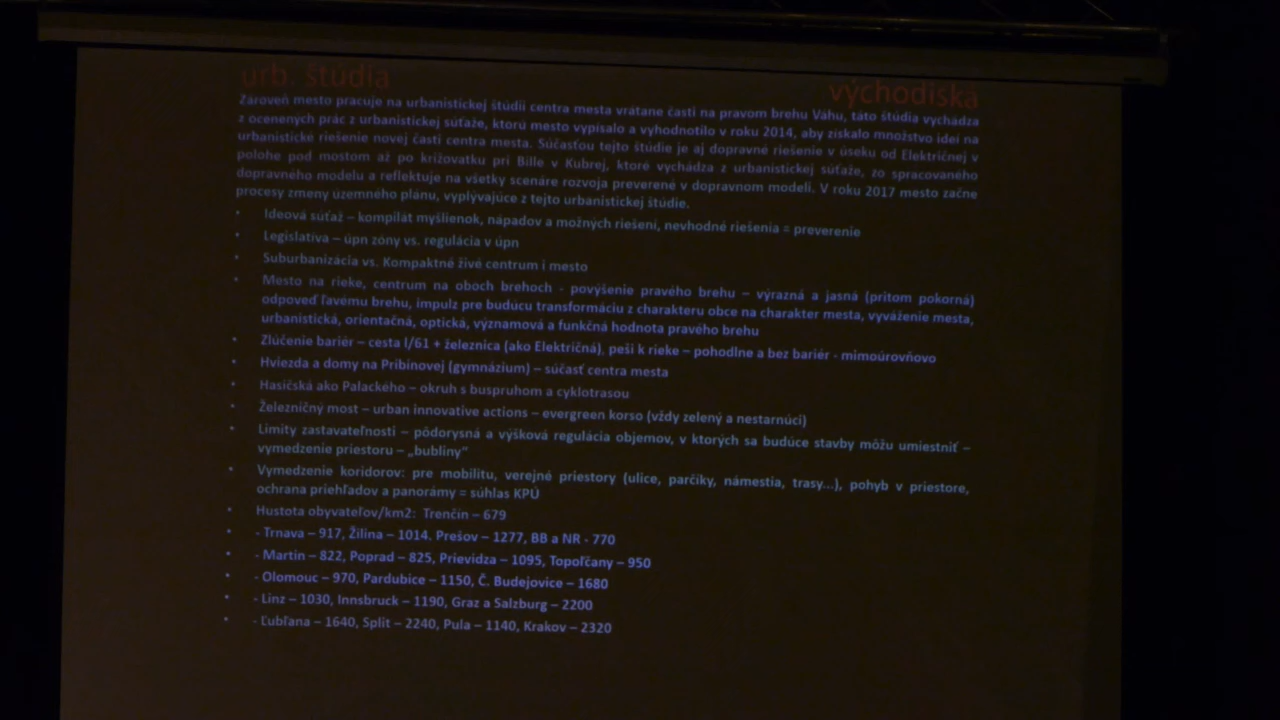 urb. štúdia
východiská
Zároveň mesto pracuje na urbanistickej štúdii centra mesta vrátane časti na pravom brehu Váhu, táto štúdia vychádza
z ocenených prác z urbanistickej súťaže, ktorú mesto vypísalo a vyhodnotilo v roku 2014, aby získalo množstvo ideí na
urbanistické riešenie novej časti centra mesta. Súčasťou tejto štúdie je aj dopravné riešenie v úseku od Električnej v
polohe pod mostom až po križovatku pri Bille v Kubrej, ktoré vychádza z urbanistickej súťaže, zo spracovaného
dopravného modelu a reflektuje na všetky scenáre rozvoja preverené v dopravnom modeli. V roku 2017 mesto začne
procesy zmeny územného plánu, vyplývajúce z tejto urbanistickej štúdie.
• Ideová súťaž – kompilát myšlienok, nápadov a možných riešení, nevhodné riešenia = preverenie
• Legislatíva – úpn zóny vs. regulácia v úpn
• Suburbanizácia vs. Kompaktné živé centrum i mesto
• Mesto na rieke, centrum na oboch brehoch - povýšenie pravého brehu – výrazná a jasná (pritom pokorná)
odpoveď ľavému brehu, impulz pre budúcu transformáciu z charakteru obce na charakter mesta, vyváženie mesta,
urbanistická, orientačná, optická, významová a funkčná hodnota pravého brehu
• Zlúčenie bariér – cesta I/61 + železnica (ako Električná), peši k rieke – pohodlne a bez bariér - mimoúrovňovo
• Hviezda a domy na Pribinovej (gymnázium) – súčasť centra mesta
• Hasičská ako Palackého – okruh s buspruhom a cyklotrasou
• Železničný most – urban innovative actions – evergreen korso (vždy zelený a nestarnúci)
• Limity zastavateľnosti – pôdorysná a výšková regulácia objemov, v ktorých sa budúce stavby môžu umiestniť –
vymedzenie priestoru – „bubliny“
• Vymedzenie koridorov: pre mobilitu, verejné priestory (ulice, parčíky, námestia, trasy...), pohyb v priestore,
ochrana priehľadov a panorámy = súhlas KPÚ
• Hustota obyvateľov/km2: Trenčín – 679
• - Trnava – 917, Žilina – 1014, Prešov – 1277, BB a NR - 770
• - Martin – 822, Poprad – 825, Prievidza – 1095, Topoľčany – 950
• - Olomouc – 970, Pardubice – 1150, Č. Budejovice – 1680
• - Linz – 1030, Innsbruck – 1190, Graz a Salzburg – 2200
• - Ľubľana – 1640, Split – 2240, Pula – 1140, Krakov – 2320